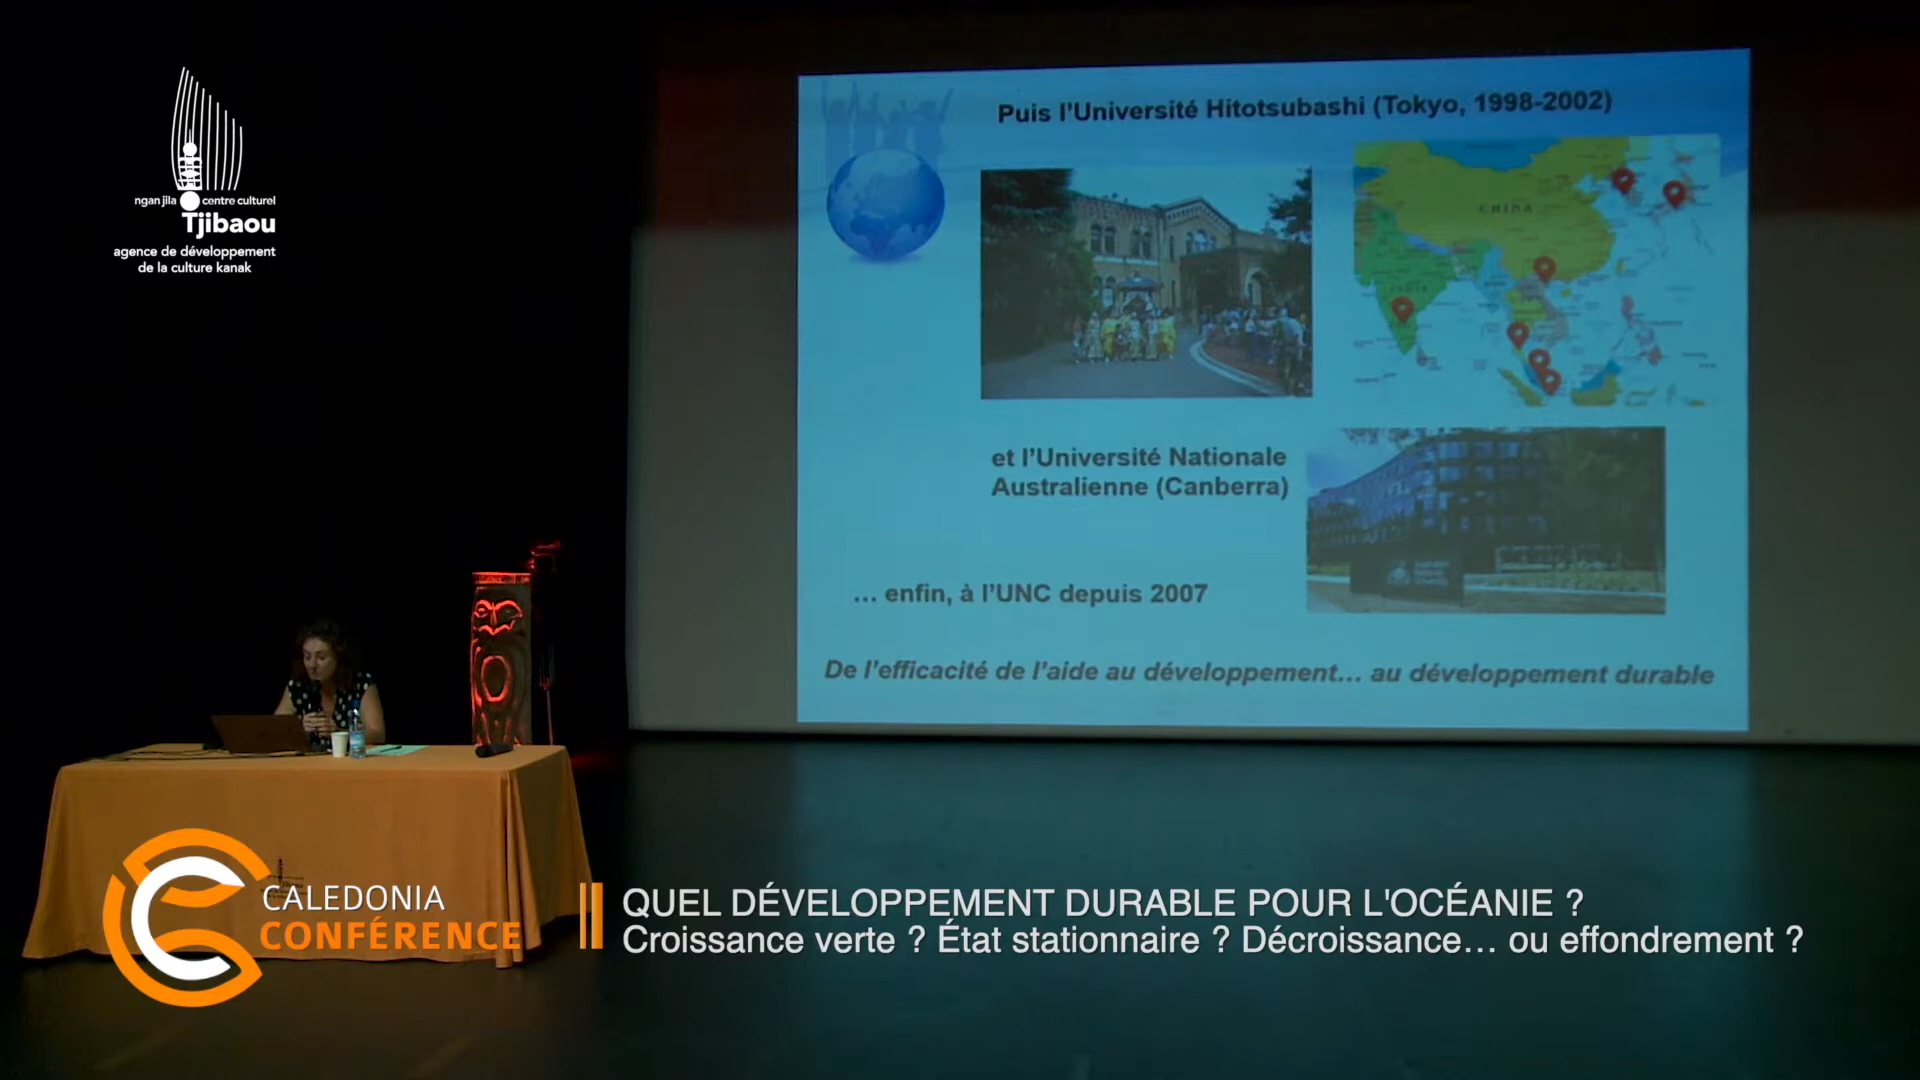 ngan jila centre culturel
Tjibaou
agence de développement
de la culture kanak
Puis l'Université Hitotsubashi (Tokyo, 1998-2002)
CHINA
INDIA
et l'Université Nationale
Australienne (Canberra)
... enfin, à l'UNC depuis 2007
De l'efficacité de l'aide au développement... au développement durable
CALEDONIA
CONFÉRENCE
QUEL DÉVELOPPEMENT DURABLE POUR L'OCÉANIE ?
Croissance verte ? État stationnaire ? Décroissance... ou effondrement ?